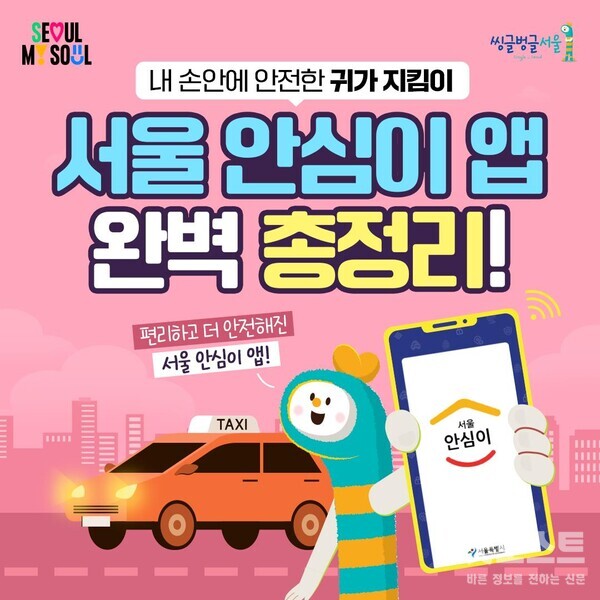 SEOUL
MY SOUL
씽글벙글서울
내 손안에 안전한 귀가 지킴이
서울 안심이 앱
완벽 총정리!
편리하고 더 안전해진
서울 안심이 앱!
TAXI
서울
안심이
서울특별시
바른 정보를 전하는 신문